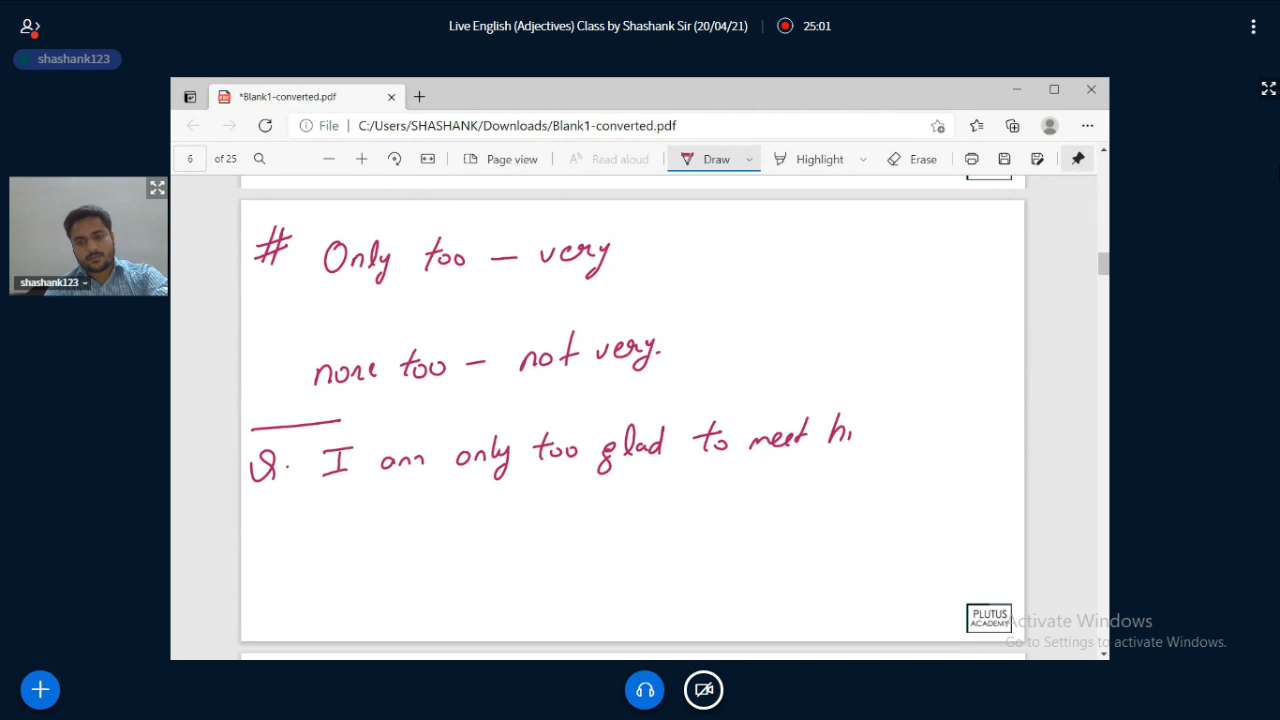 Live English (Adjectives) Class by Shashank Sir (20/04/21)
25:01
shashank123
*Blank1-converted.pdf
File
C:/Users/SHASHANK/Downloads/Blank1-converted.pdf
6 of 25
Page view
Read aloud
Draw
Highlight
Erase
shashank123
# Only too – very
none too – not very.
Q. I am only too glad to meet hi
PLUTUS
ACADEMY
Activate Windows
Go to Settings to activate Windows.